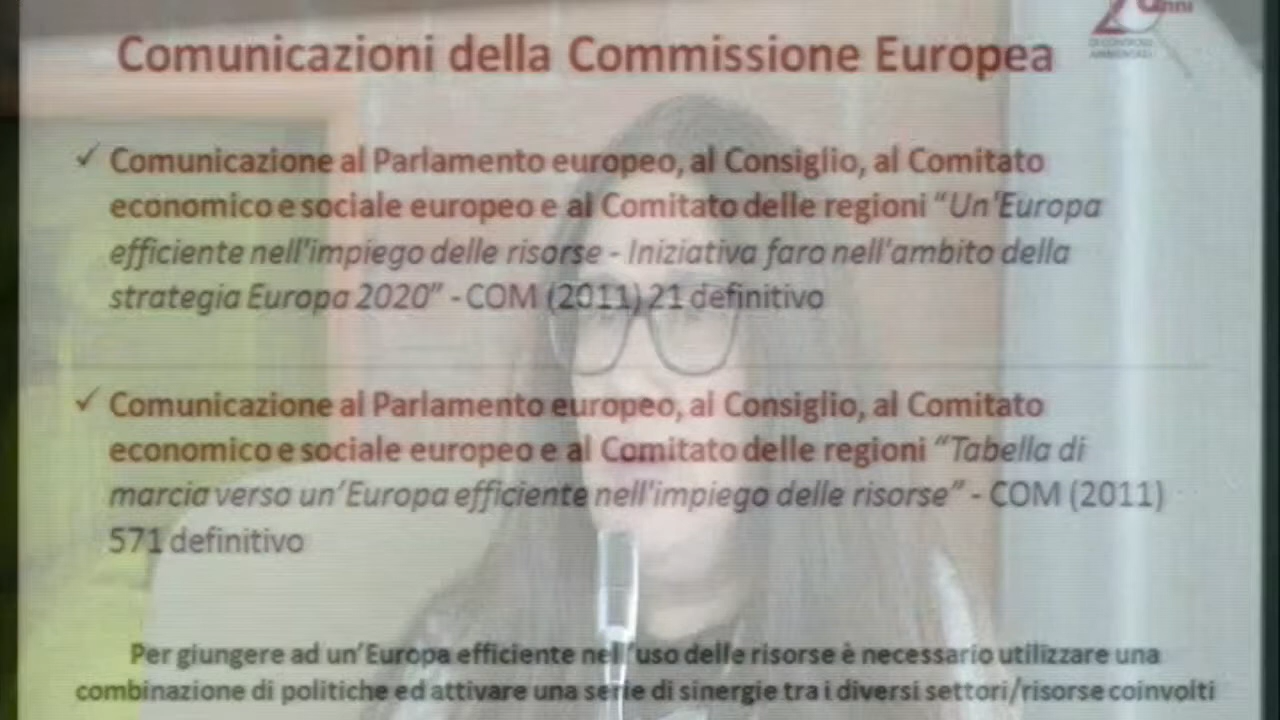 20 anni
DI CONTROLLI
AMBIENTALI
Comunicazioni della Commissione Europea
✓ Comunicazione al Parlamento europeo, al Consiglio, al Comitato
economico e sociale europeo e al Comitato delle regioni “Un'Europa
efficiente nell'impiego delle risorse - Iniziativa faro nell'ambito della
strategia Europa 2020” - COM (2011) 21 definitivo
✓ Comunicazione al Parlamento europeo, al Consiglio, al Comitato
economico e sociale europeo e al Comitato delle regioni “Tabella di
marcia verso un’Europa efficiente nell'impiego delle risorse” - COM (2011)
571 definitivo
Per giungere ad un’Europa efficiente nell’uso delle risorse è necessario utilizzare una
combinazione di politiche ed attivare una serie di sinergie tra i diversi settori/risorse coinvolti